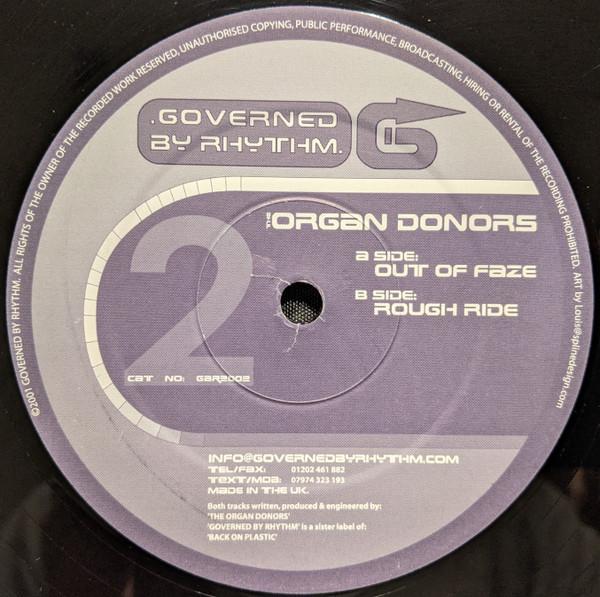 ©2001 GOVERNED BY RHYTHM. ALL RIGHTS OF THE OWNER OF THE RECORDED WORK RESERVED, UNAUTHORISED COPYING, PUBLIC PERFORMANCE, BROADCASTING, HIRING OR RENTAL OF THE RECORDING PROHIBITED. ART by Louis@splinedesign.com
.GOVERNED
BY RHYTHM.
G
THE ORGAN DONORS
A SIDE:
OUT OF FAZE
B SIDE:
ROUGH RIDE
2
CAT NO: GBR2002
INFO@GOVERNEDBYRHYTHM.COM
TEL/FAX: 01202 461 882
TEXT/MOB: 07974 323 193
MADE IN THE UK.
Both tracks written, produced & engineered by:
'THE ORGAN DONORS'
'GOVERNED BY RHYTHM' is a sister label of:
'BACK ON PLASTIC'